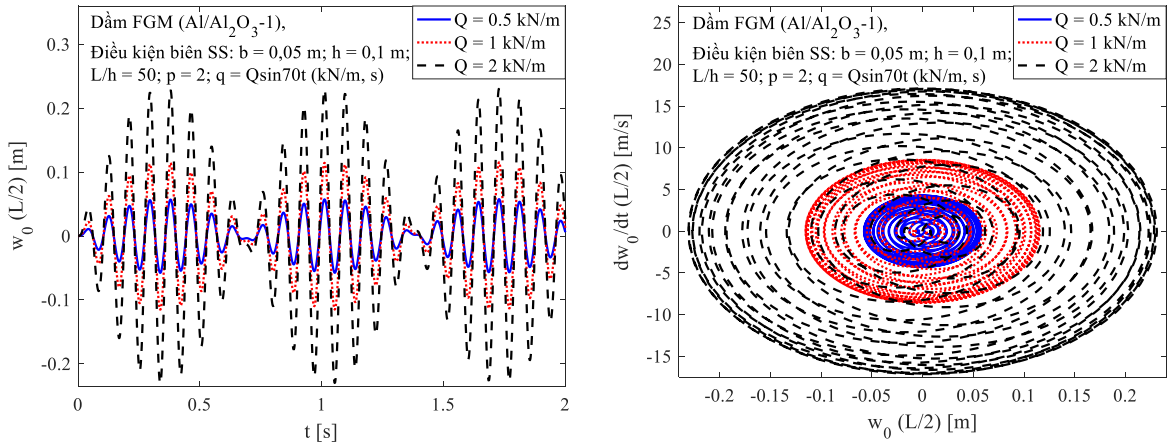 Dầm FGM (Al/Al2O3-1),
Điều kiện biên SS: b = 0,05 m; h = 0,1 m;
L/h = 50; p = 2; q = Qsin70t (kN/m, s)
Q = 0.5 kN/m
Q = 1 kN/m
Q = 2 kN/m
0.3
0.2
0.1
0
-0.1
-0.2
w0 (L/2) [m]
0
0.5
1
1.5
2
t [s]
Dầm FGM (Al/Al2O3-1),
Điều kiện biên SS: b = 0,05 m; h = 0,1 m;
L/h = 50; p = 2; q = Qsin70t (kN/m, s)
Q = 0.5 kN/m
Q = 1 kN/m
Q = 2 kN/m
25
20
15
10
5
0
-5
-10
-15
dw0/dt (L/2) [m/s]
-0.2
-0.15
-0.1
-0.05
0
0.05
0.1
0.15
0.2
w0 (L/2) [m]